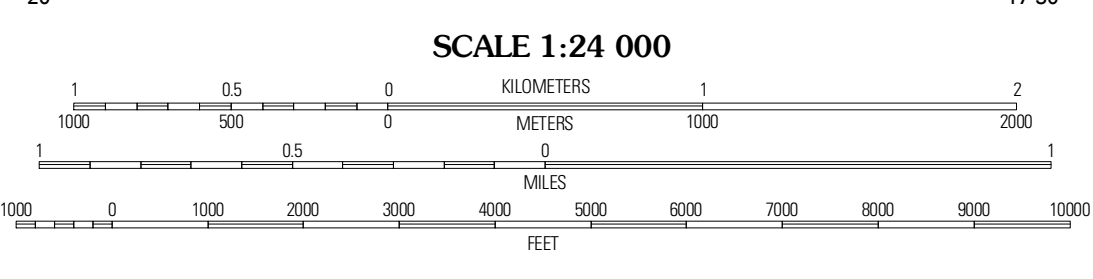 SCALE 1:24 000
1 0.5 0 KILOMETERS 1 2
1000 500 0 METERS 1000 2000
1 0.5 0 1
MILES
1000 0 1000 2000 3000 4000 5000 6000 7000 8000 9000 10000
FEET